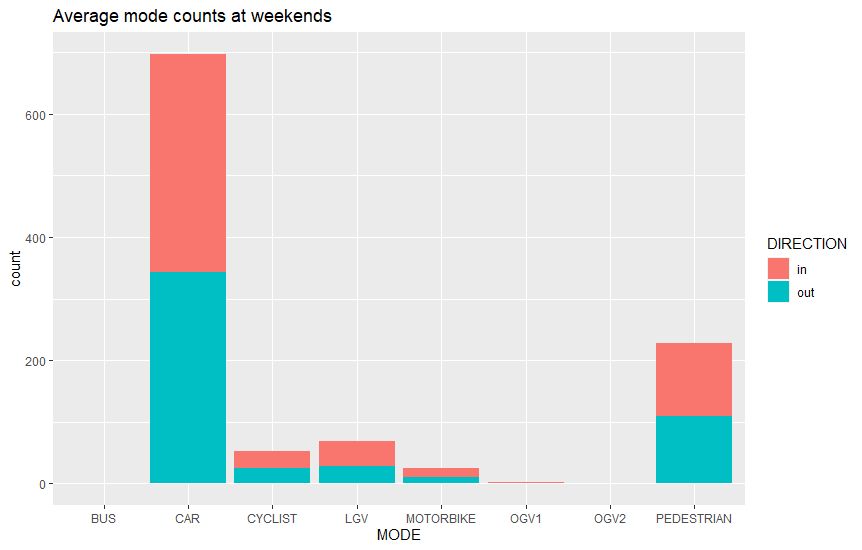 Average mode counts at weekends
600
400
200
0
count
BUS CAR CYCLIST LGV MOTORBIKE OGV1 OGV2 PEDESTRIAN
MODE
DIRECTION
in
out